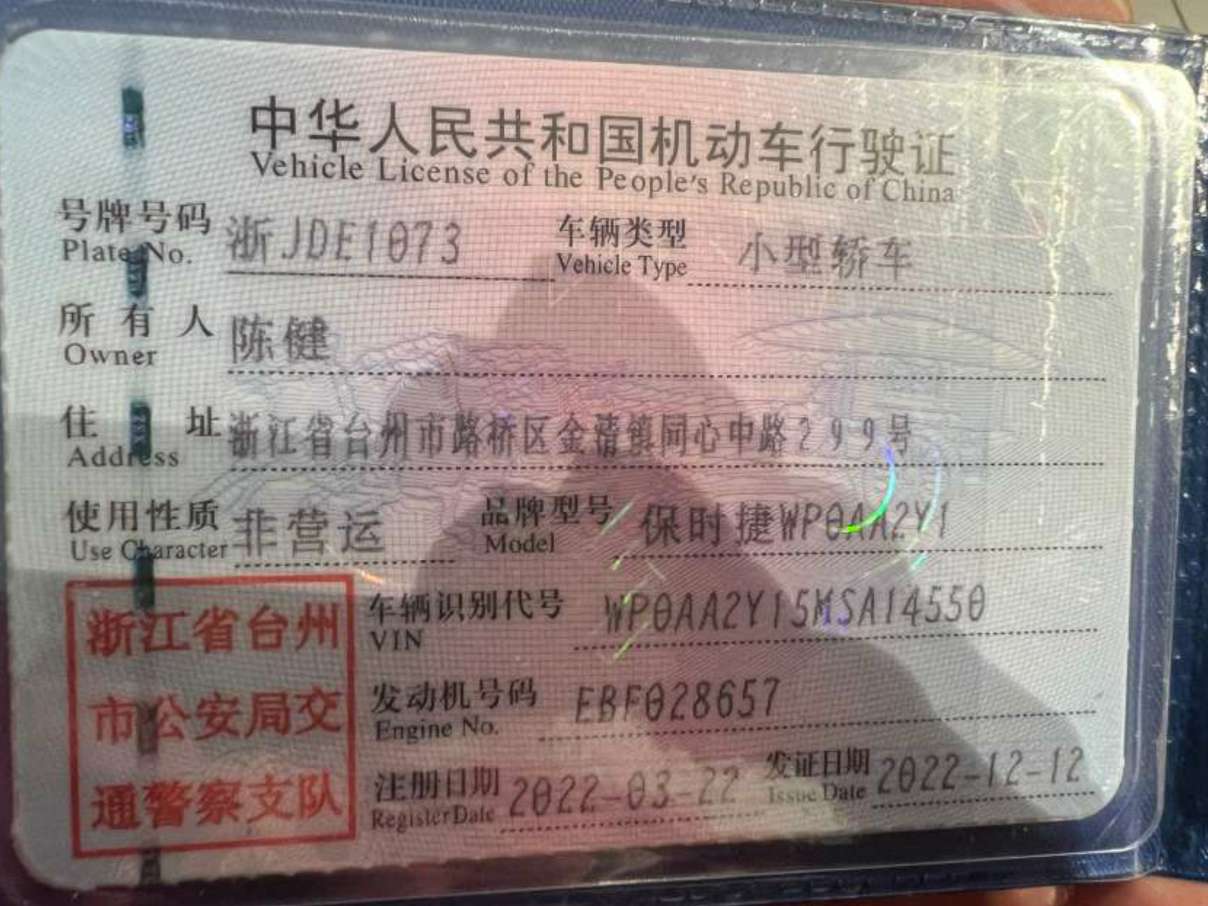 中华人民共和国机动车行驶证
Vehicle License of the People's Republic of China
号牌号码 浙JDE1073 车辆类型 小型轿车
Plate No. Vehicle Type
所有人 陈健
Owner
住址 浙江省台州市路桥区金清镇同心中路299号
Address
使用性质 非营运 品牌型号 保时捷WP0AA2Y1
Use Character Model
浙江省台州
市公安局交
通警察支队
车辆识别代号 WP0AA2Y15MSA14550
VIN
发动机号码 EBF028657
Engine No.
注册日期 2022-03-22 发证日期 2022-12-12
Register Date Issue Date